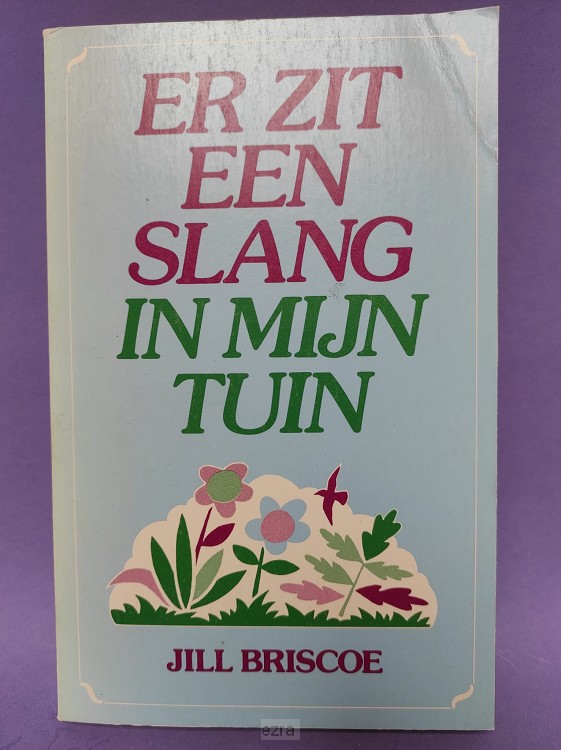 ER ZIT
EEN
SLANG
IN MIJN
TUIN
JILL BRISCOE
ezra